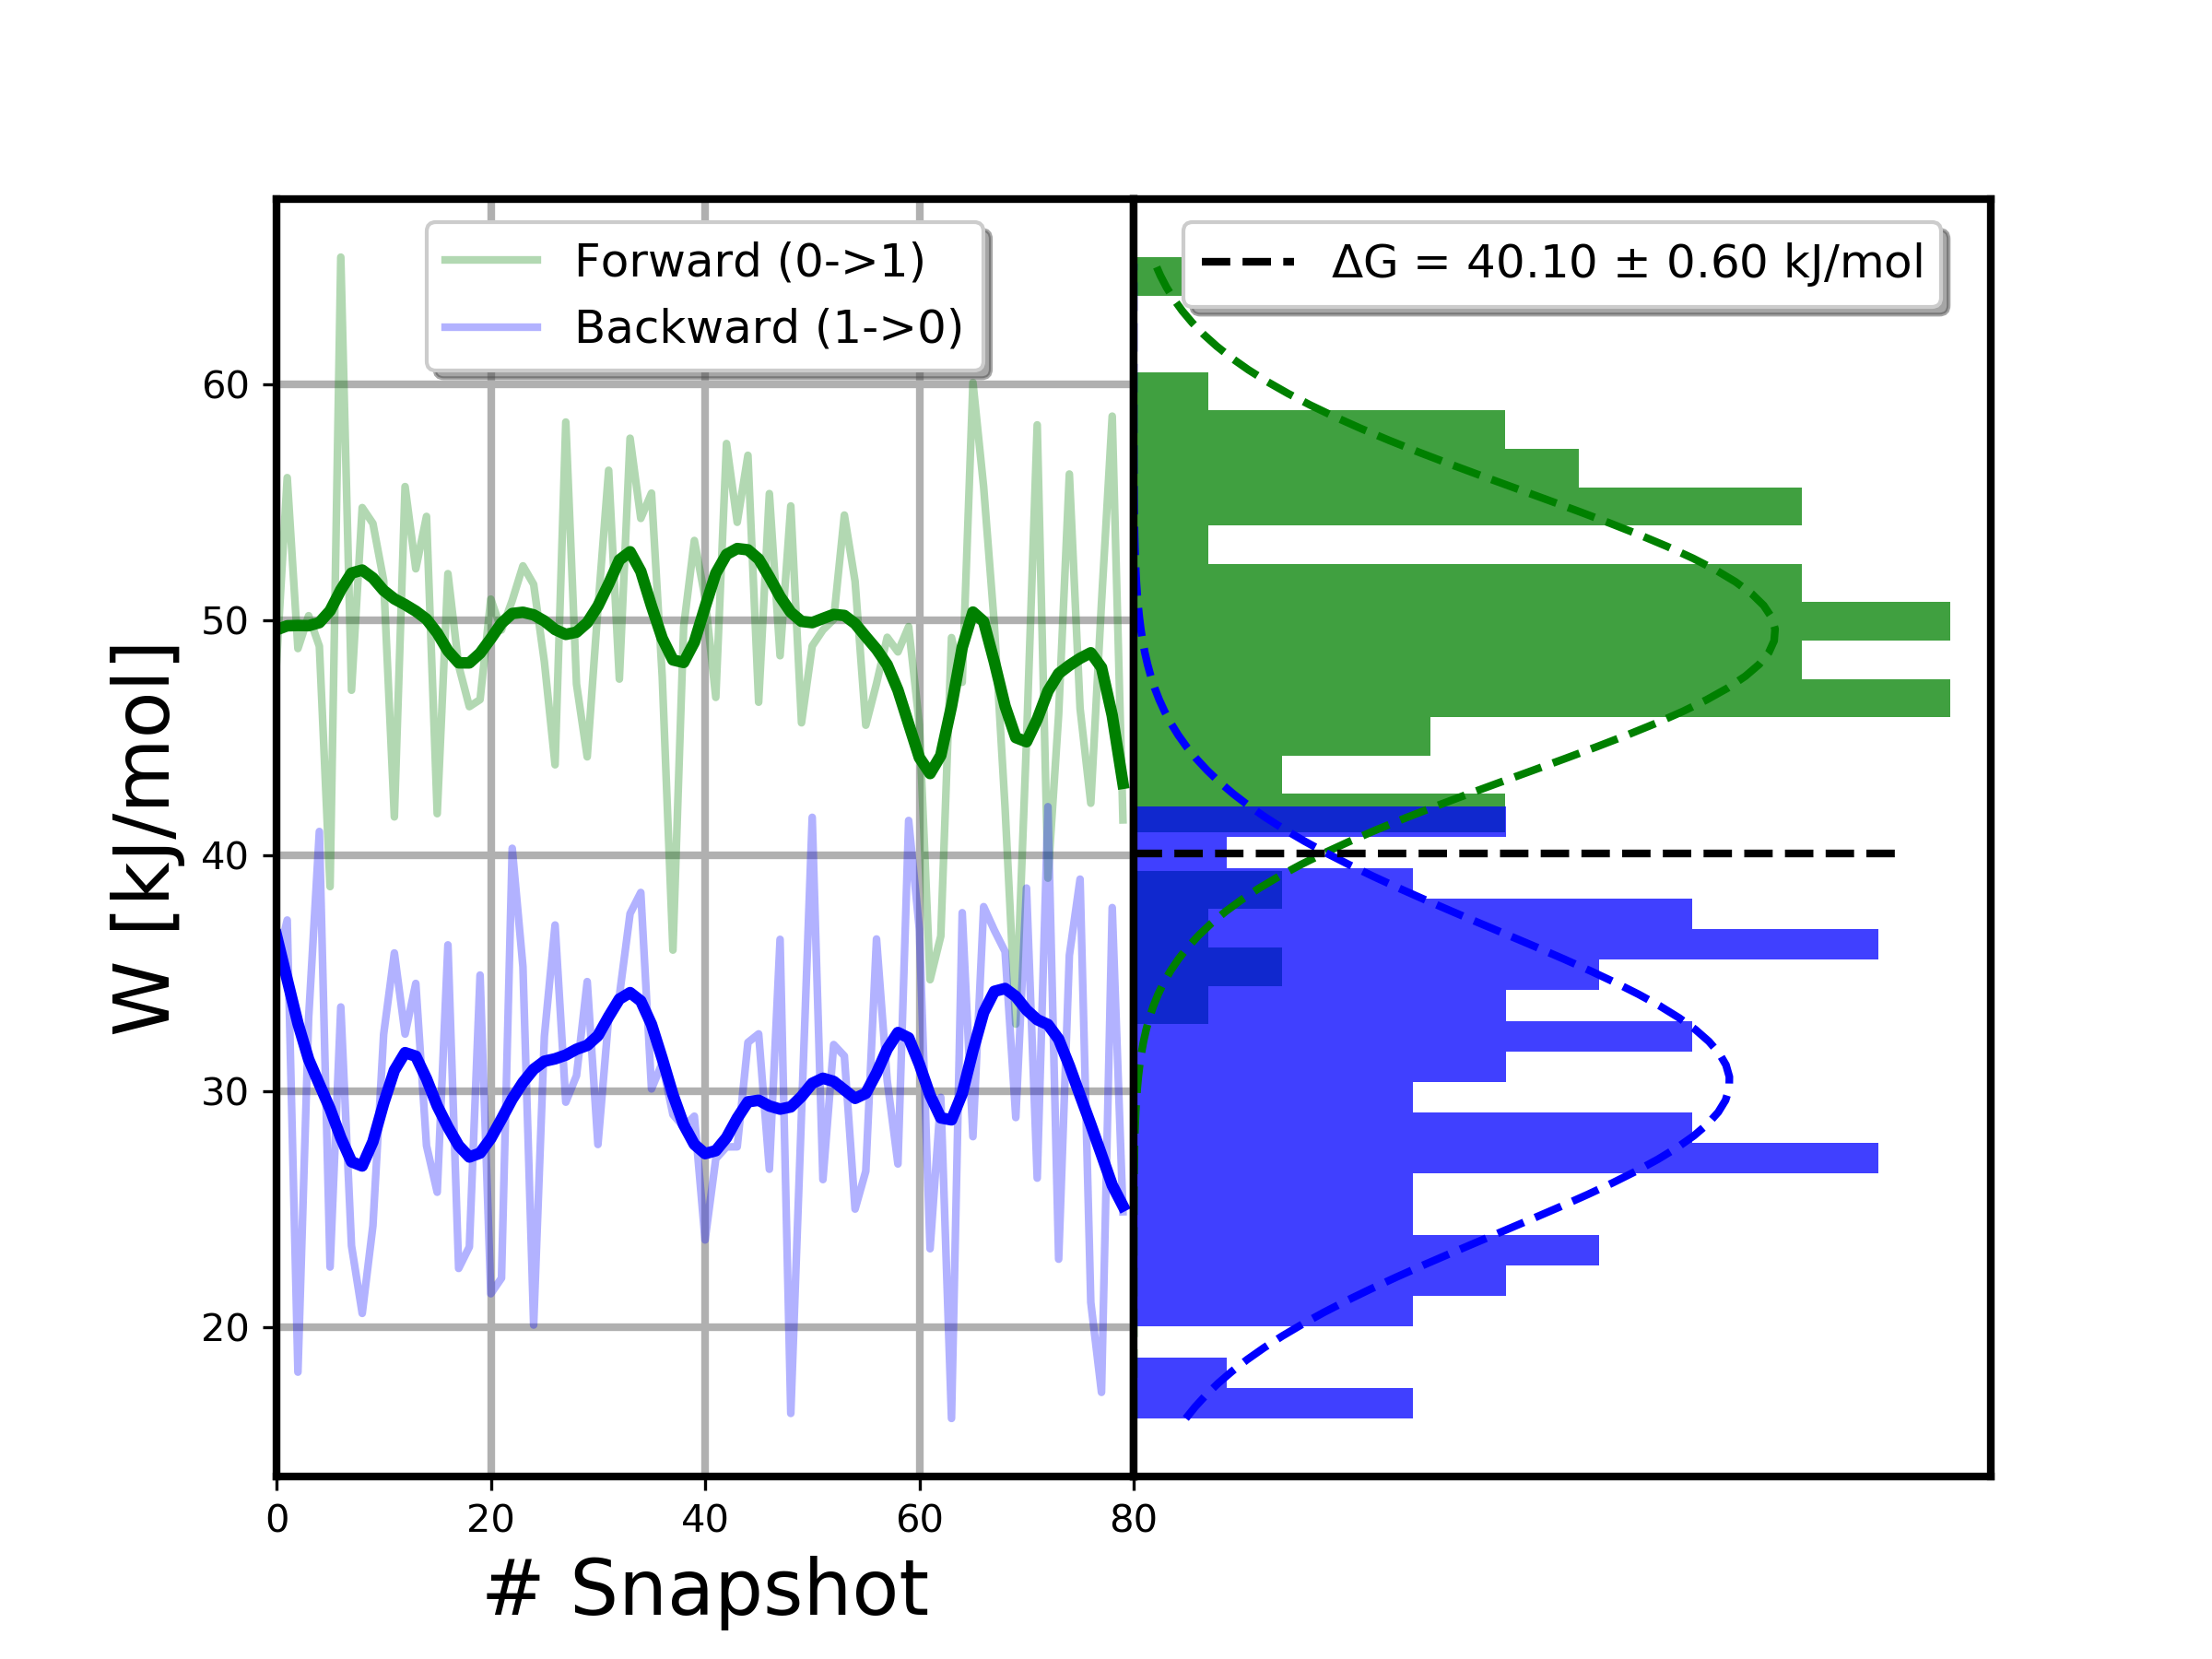 Forward (0->1)
Backward (1->0)
ΔG = 40.10 ± 0.60 kJ/mol
W [kJ/mol]
60
50
40
30
20
0 20 40 60 80
# Snapshot